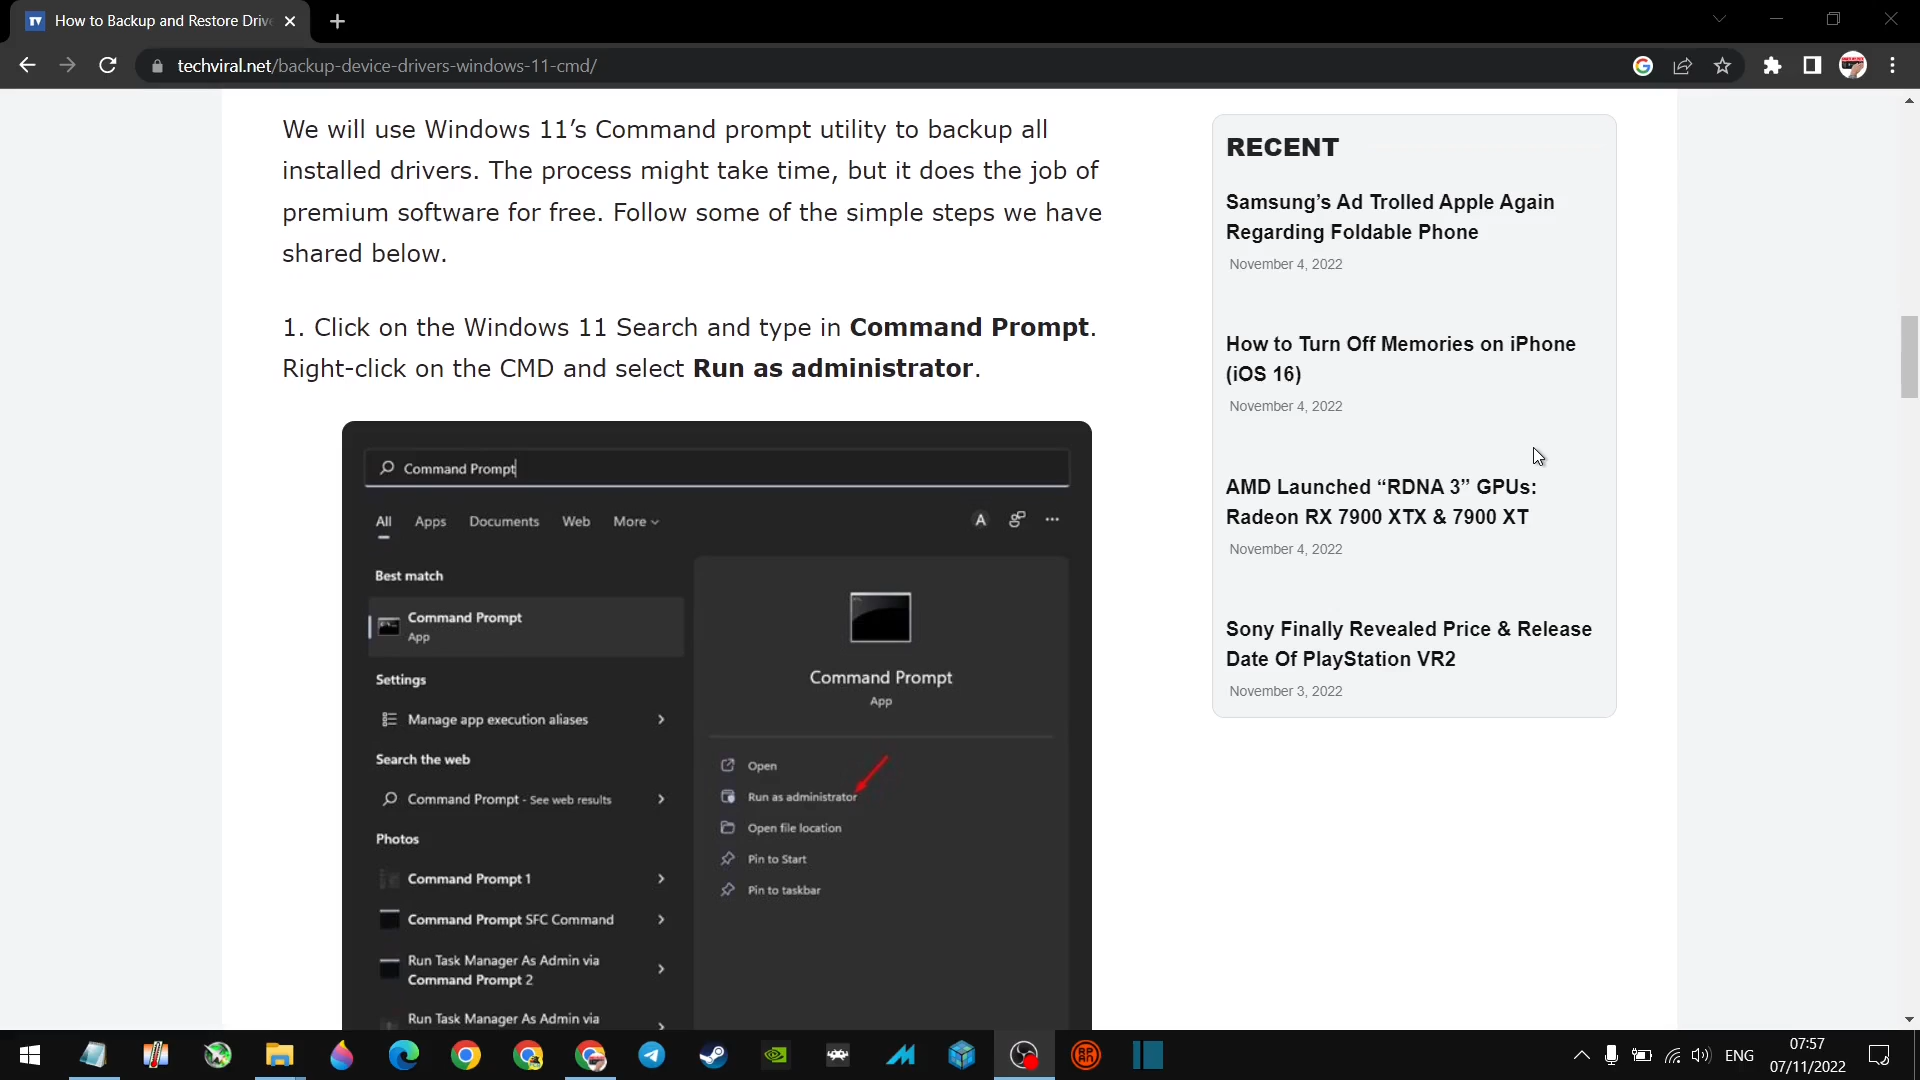 How to Backup and Restore Drive
techviral.net/backup-device-drivers-windows-11-cmd/
We will use Windows 11’s Command prompt utility to backup all
installed drivers. The process might take time, but it does the job of
premium software for free. Follow some of the simple steps we have
shared below.
1. Click on the Windows 11 Search and type in Command Prompt.
Right-click on the CMD and select Run as administrator.
Command Prompt
All Apps Documents Web More
A
Best match
Command Prompt
App
Settings
Manage app execution aliases
Search the web
Command Prompt - See web results
Photos
Command Prompt 1
Command Prompt SFC Command
Run Task Manager As Admin via
Command Prompt 2
Run Task Manager As Admin via
Command Prompt
App
Open
Run as administrator
Open file location
Pin to Start
Pin to taskbar
RECENT
Samsung’s Ad Trolled Apple Again
Regarding Foldable Phone
November 4, 2022
How to Turn Off Memories on iPhone
(iOS 16)
November 4, 2022
AMD Launched “RDNA 3” GPUs:
Radeon RX 7900 XTX & 7900 XT
November 4, 2022
Sony Finally Revealed Price & Release
Date Of PlayStation VR2
November 3, 2022
ENG
07:57
07/11/2022